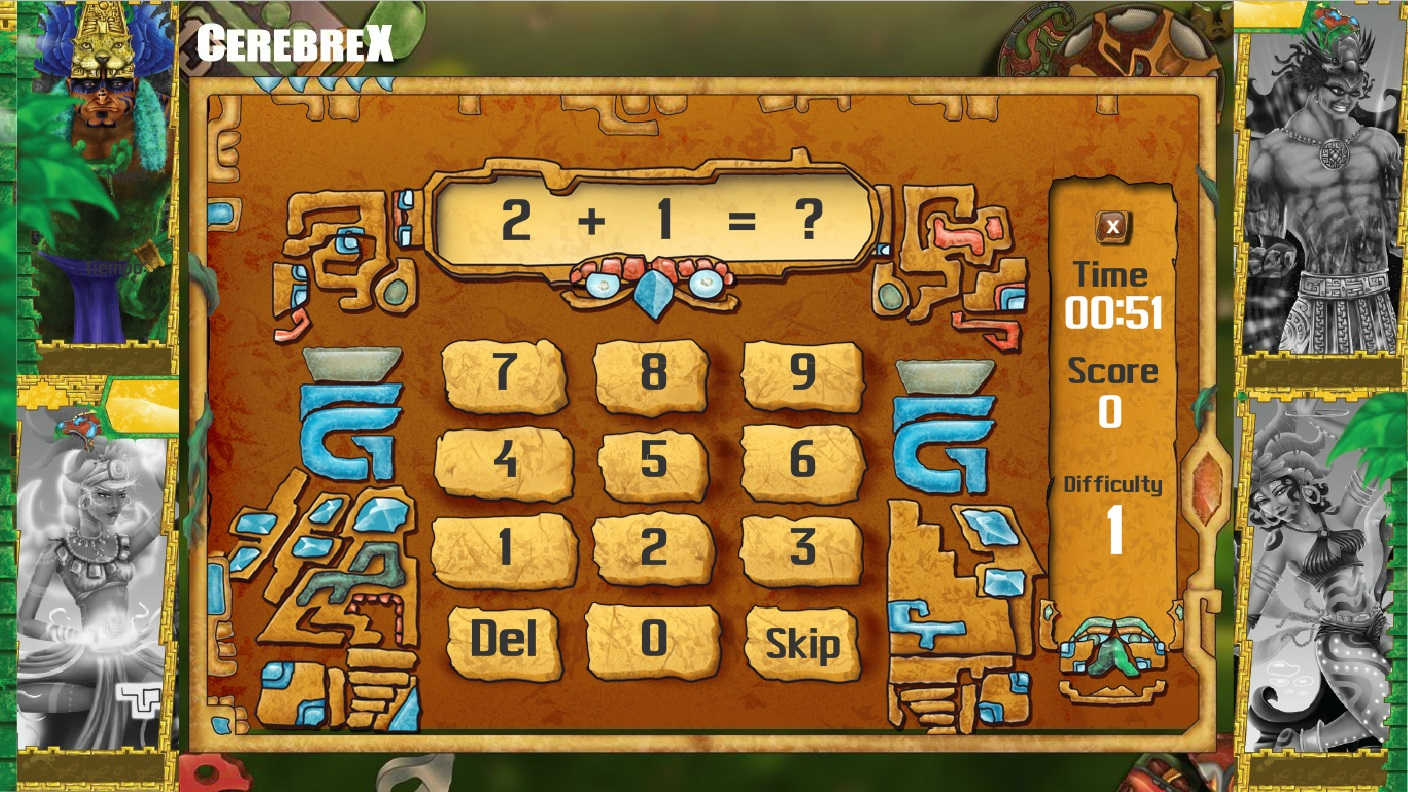 CEREBREX
2 + 1 = ?
x
Time
00:51
Score
0
Difficulty
1
7 8 9
4 5 6
1 2 3
Del 0 Skip